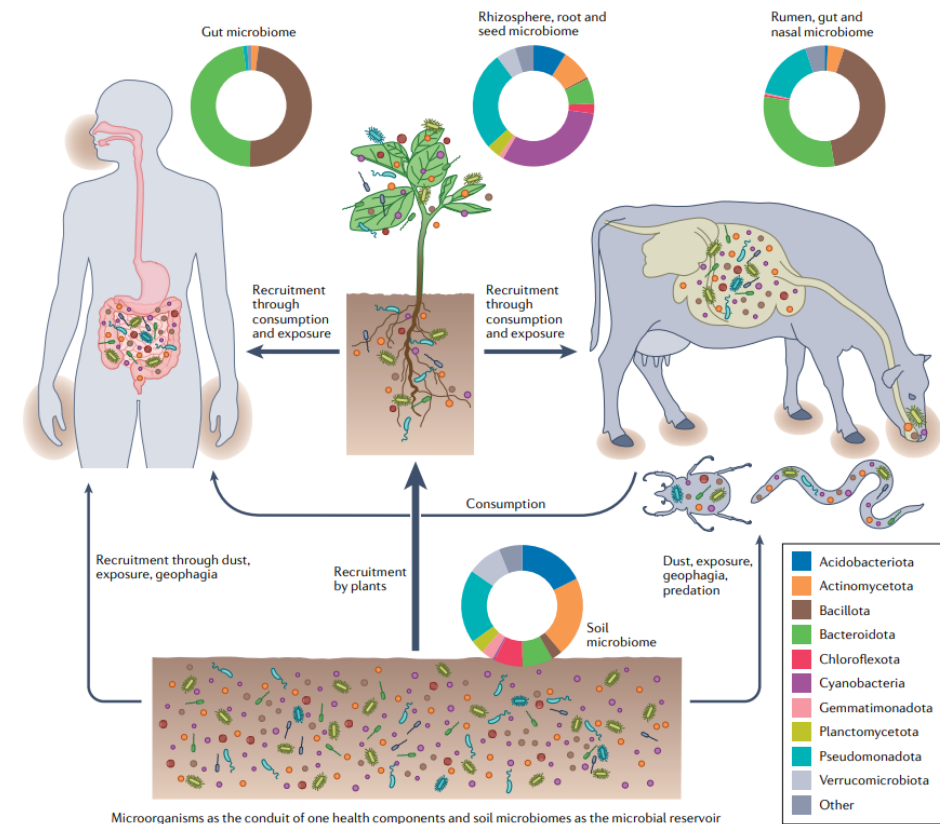 Gut microbiome
Rhizosphere, root and
seed microbiome
Rumen, gut and
nasal microbiome
Recruitment
through
consumption
and exposure
Recruitment
through
consumption
and exposure
Consumption
Recruitment through dust,
exposure, geophagia
Recruitment
by plants
Dust, exposure,
geophagia,
predation
Soil
microbiome
Acidobacteriota
Actinomycetota
Bacillota
Bacteroidota
Chloroflexota
Cyanobacteria
Gemmatimonadota
Planctomycetota
Pseudomonadota
Verrucomicrobiota
Other
Microorganisms as the conduit of one health components and soil microbiomes as the microbial reservoir